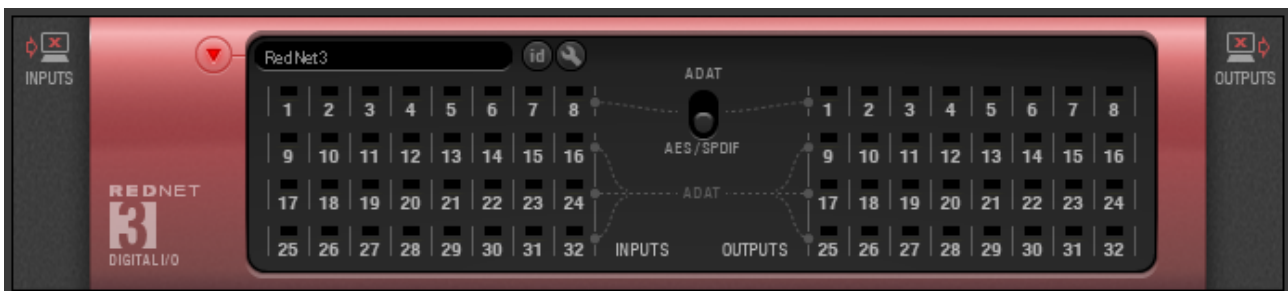 INPUTS
RedNet3
id
ADAT
OUTPUTS
1 2 3 4 5 6 7 8
1 2 3 4 5 6 7 8
AES/SPDIF
9 10 11 12 13 14 15 16
9 10 11 12 13 14 15 16
REDNET
3
DIGITAL I/O
17 18 19 20 21 22 23 24
ADAT
17 18 19 20 21 22 23 24
25 26 27 28 29 30 31 32
INPUTS
OUTPUTS
25 26 27 28 29 30 31 32